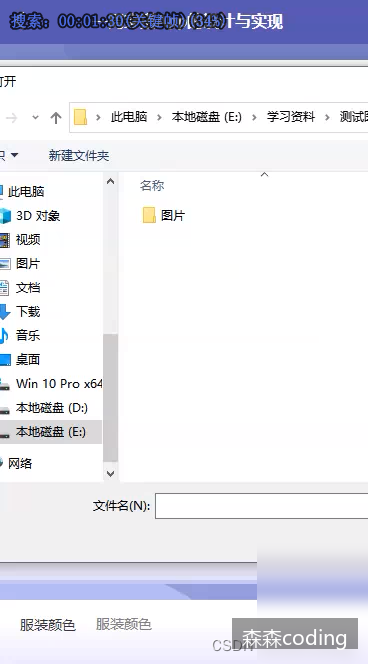 搜索：00:01:30(关键帧)(34%)
计与实现
打开
此电脑 > 本地磁盘 (E:) > 学习资料 > 测试
新建文件夹
名称
图片
此电脑
3D 对象
视频
图片
文档
下载
音乐
桌面
Win 10 Pro x64
本地磁盘 (D:)
本地磁盘 (E:)
网络
文件名(N):
服装颜色 服装颜色
CSDN
森森coding